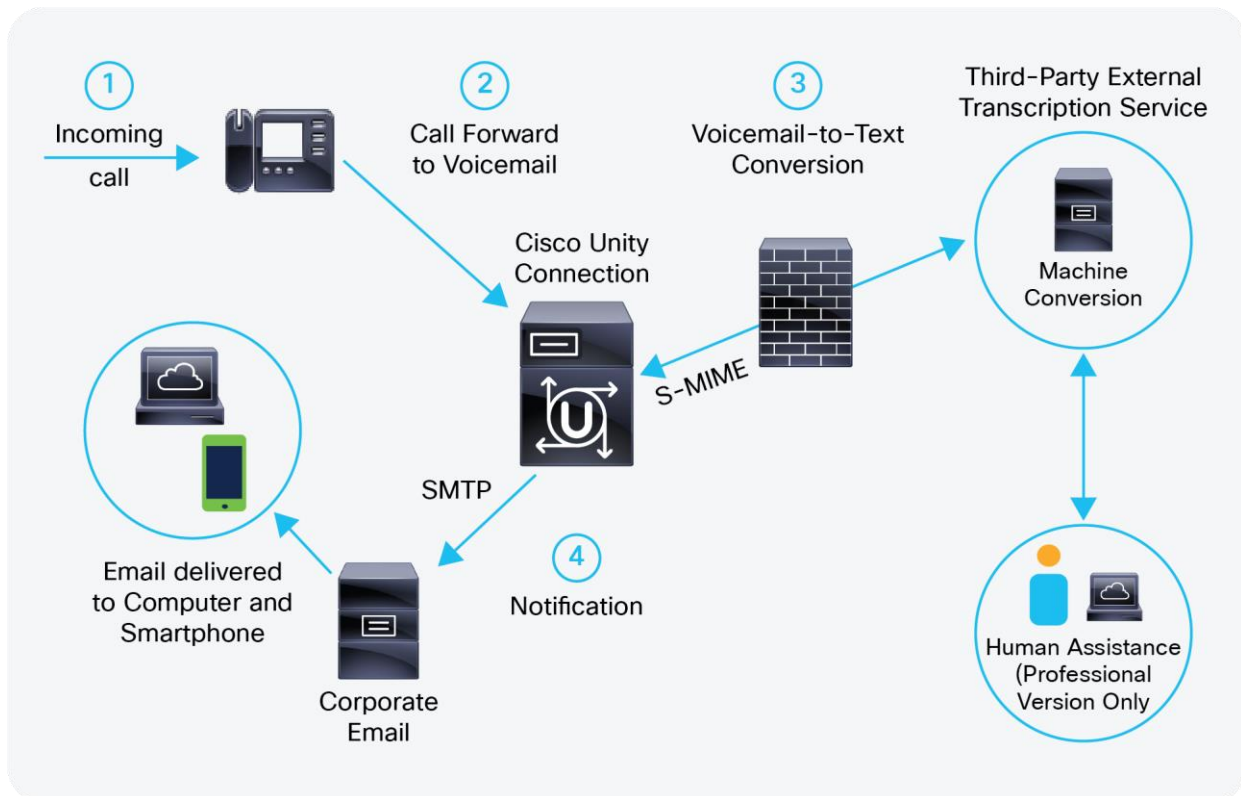 1
Incoming
call
2
Call Forward
to Voicemail
3
Voicemail-to-Text
Conversion
Third-Party External
Transcription Service
Machine
Conversion
Cisco Unity
Connection
U
S-MIME
SMTP
4
Notification
Email delivered
to Computer and
Smartphone
Corporate
Email
Human Assistance
(Professional
Version Only